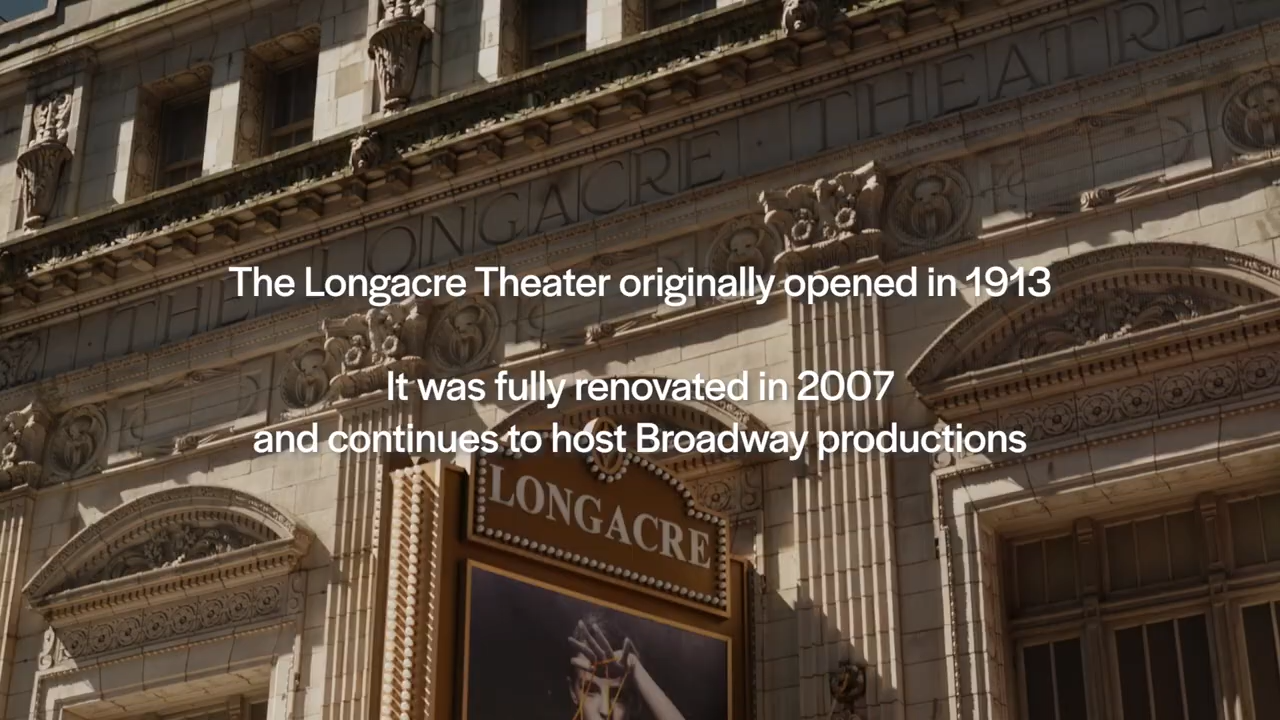 THE LONGACRE · THEATRE
The Longacre Theater originally opened in 1913
It was fully renovated in 2007
and continues to host Broadway productions
LONGACRE